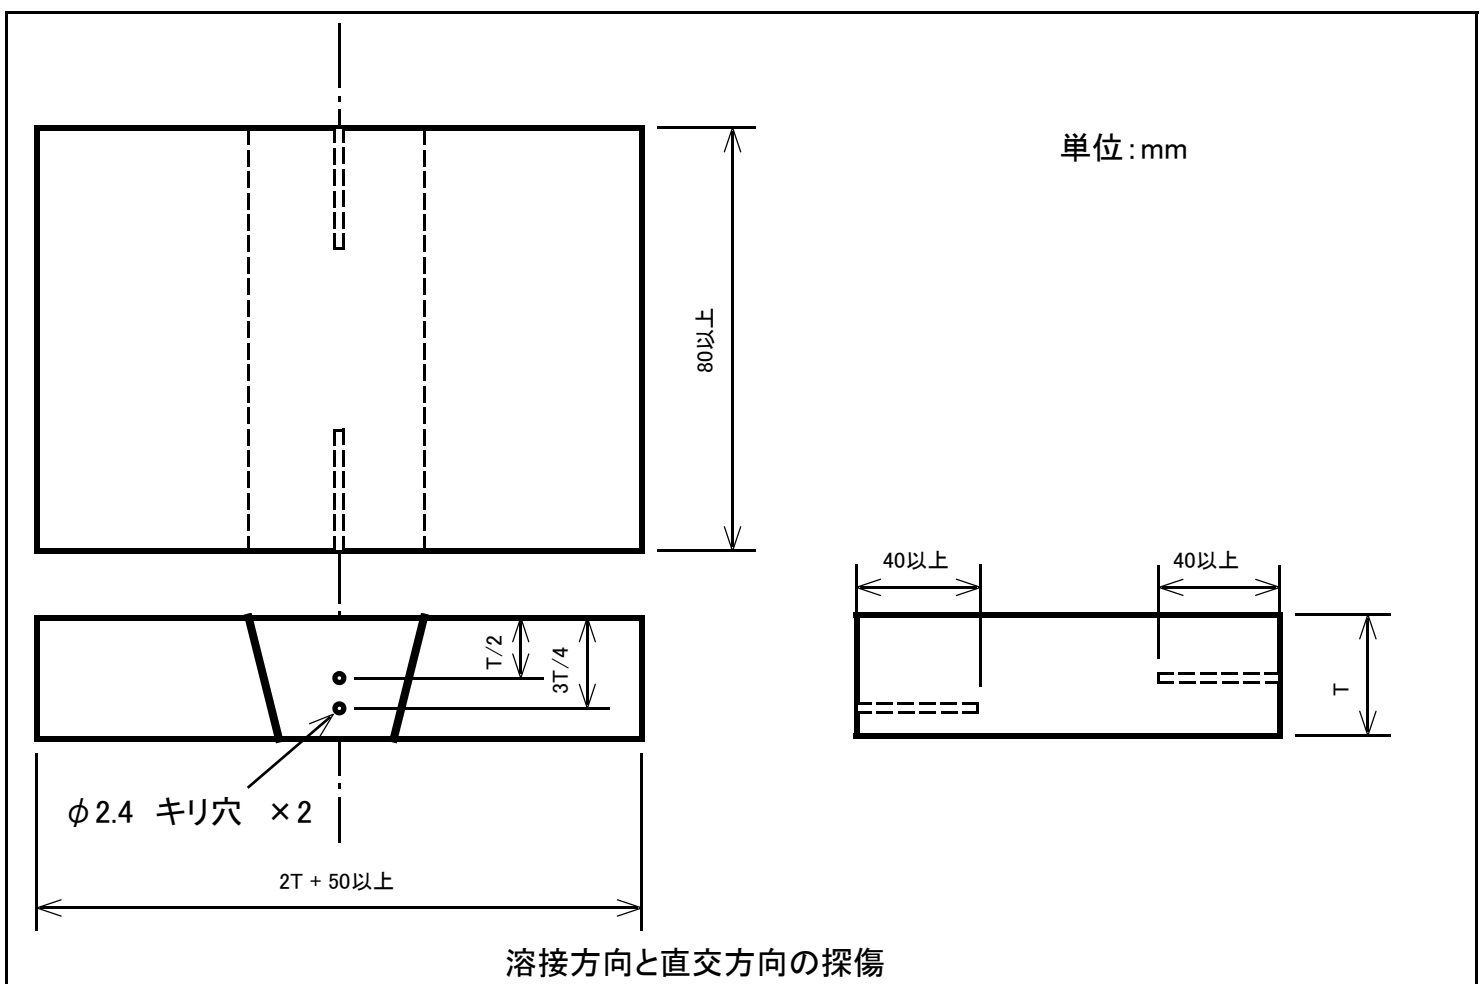 単位:mm
80以上
40以上
40以上
T/2
3T/4
T
φ2.4 キリ穴 ×2
2T + 50以上
溶接方向と直交方向の探傷